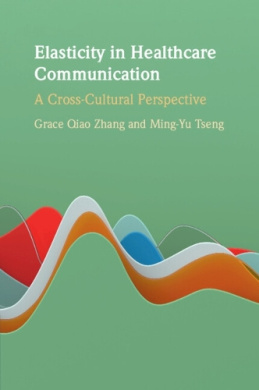 Elasticity in Healthcare
Communication
A Cross-Cultural Perspective
Grace Qiao Zhang and Ming-Yu Tseng